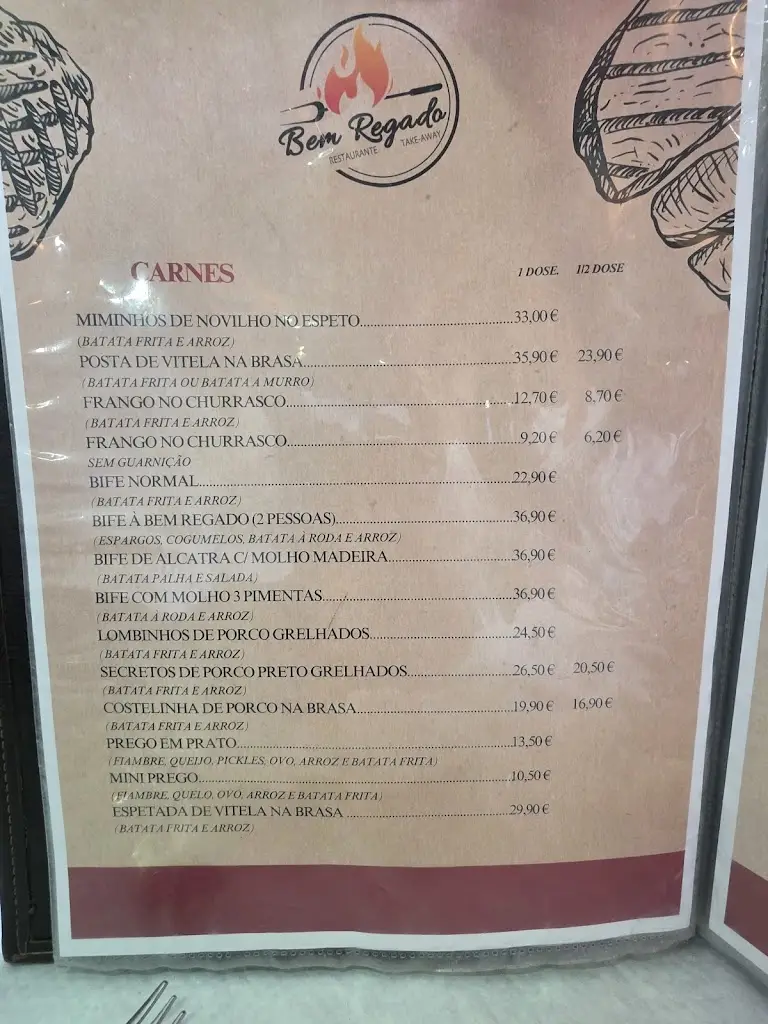 Bem Regado
RESTAURANTE TAKE-AWAY
CARNES 1 DOSE. 1/2 DOSE
MIMINHOS DE NOVILHO NO ESPETO 33,00 €
(BATATA FRITA E ARROZ)
POSTA DE VITELA NA BRASA 35,90 € 23,90 €
(BATATA FRITA OU BATATA A MURRO)
FRANGO NO CHURRASCO 12,70 € 8,70 €
(BATATA FRITA E ARROZ)
FRANGO NO CHURRASCO 9,20 € 6,20 €
SEM GUARNIÇÃO
BIFE NORMAL 22,90 €
(BATATA FRITA E ARROZ)
BIFE À BEM REGADO (2 PESSOAS) 36,90 €
(ESPARGOS, COGUMELOS, BATATA À RODA E ARROZ)
BIFE DE ALCATRA C/ MOLHO MADEIRA 36,90 €
(BATATA PALHA E SALADA)
BIFE COM MOLHO 3 PIMENTAS 36,90 €
(BATATA À RODA E ARROZ)
LOMBINHOS DE PORCO GRELHADOS 24,50 €
(BATATA FRITA E ARROZ)
SECRETOS DE PORCO PRETO GRELHADOS 26,50 € 20,50 €
(BATATA FRITA E ARROZ)
COSTELINHA DE PORCO NA BRASA 19,90 € 16,90 €
(BATATA FRITA E ARROZ)
PREGO EM PRATO 13,50 €
(FIAMBRE, QUEIJO, PICKLES, OVO, ARROZ E BATATA FRITA)
MINI PREGO 10,50 €
(FIAMBRE, QUELO, OVO, ARROZ E BATATA FRITA)
ESPETADA DE VITELA NA BRASA 29,90 €
(BATATA FRITA E ARROZ)